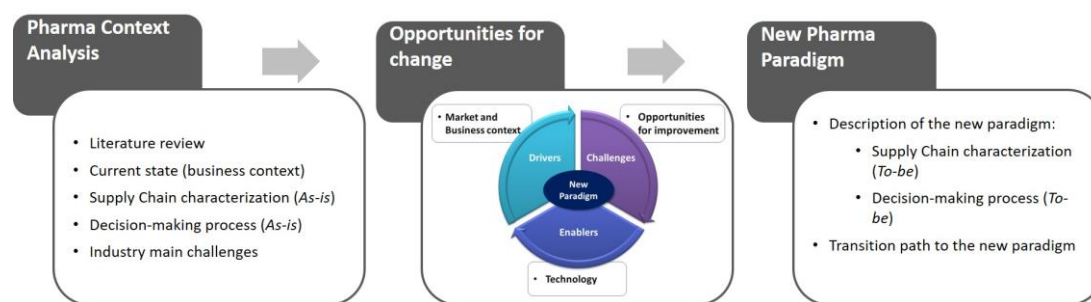 Pharma Context
Analysis
• Literature review
• Current state (business context)
• Supply Chain characterization (As-is)
• Decision-making process (As-is)
• Industry main challenges
Opportunities for
change
• Market and
Business context
• Opportunities
for improvement
Drivers
Challenges
New
Paradigm
Enablers
• Technology
New Pharma
Paradigm
• Description of the new paradigm:
• Supply Chain characterization
(To-be)
• Decision-making process (To-
be)
• Transition path to the new paradigm